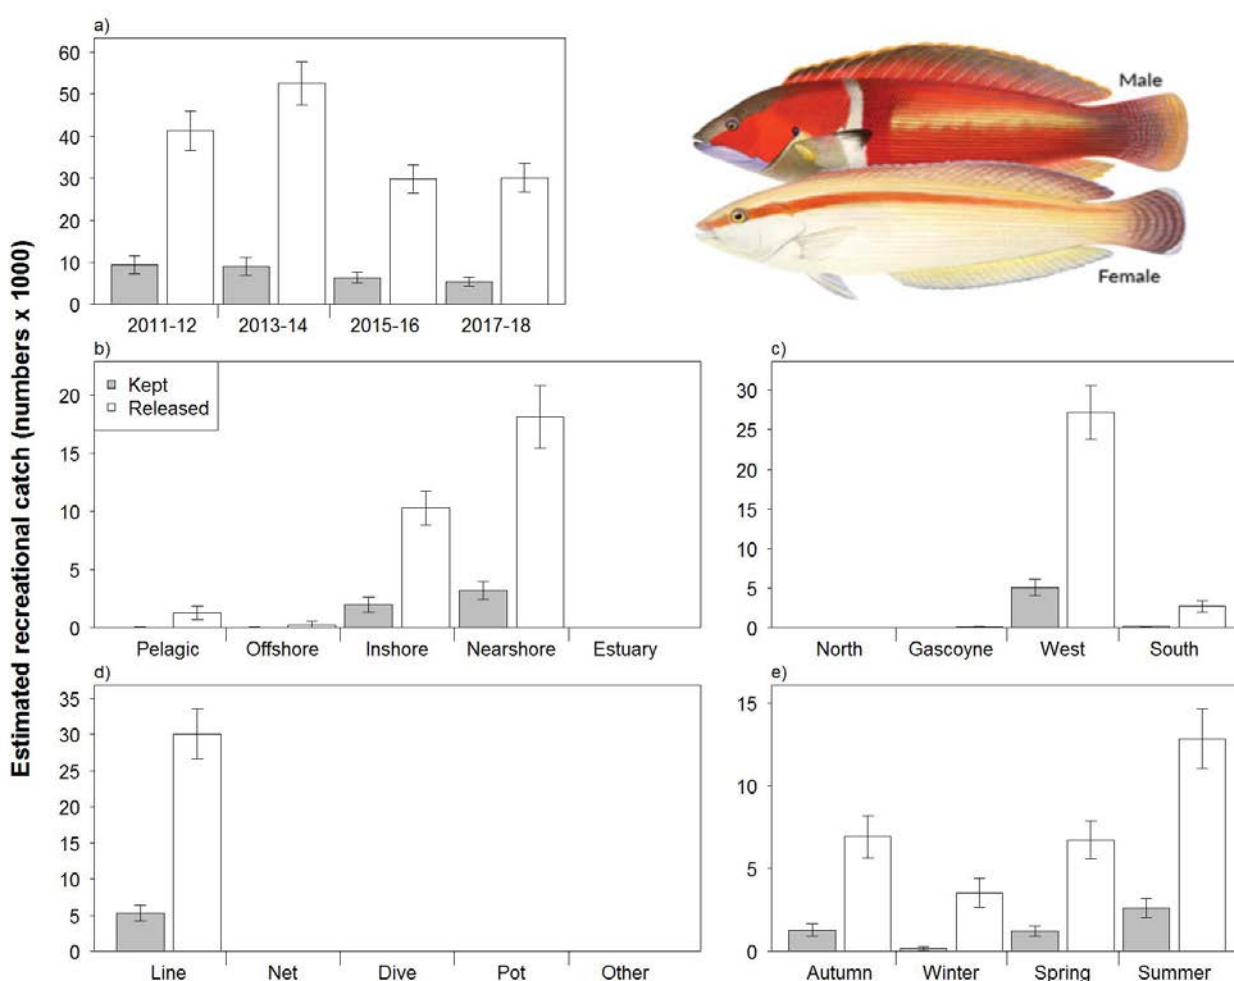 Estimated recreational catch (numbers x 1000)
a)
60
50
40
30
20
10
0
2011-12 2013-14 2015-16 2017-18
Male
Female
b)
Kept
Released
20
15
10
5
0
Pelagic Offshore Inshore Nearshore Estuary
c)
30
25
20
15
10
5
0
North Gascoyne West South
d)
35
30
25
20
15
10
5
0
Line Net Dive Pot Other
e)
15
10
5
0
Autumn Winter Spring Summer